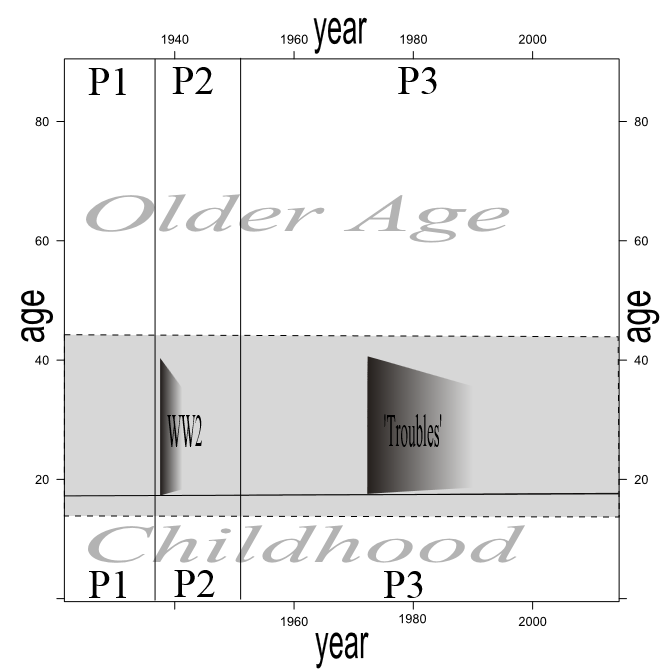 year
1940 1960 1980 2000
P1 P2 P3
80 80
Older Age
60 60
age age
40 40
WW2 'Troubles'
20 20
Childhood
P1 P2 P3
1960 1980 2000
year